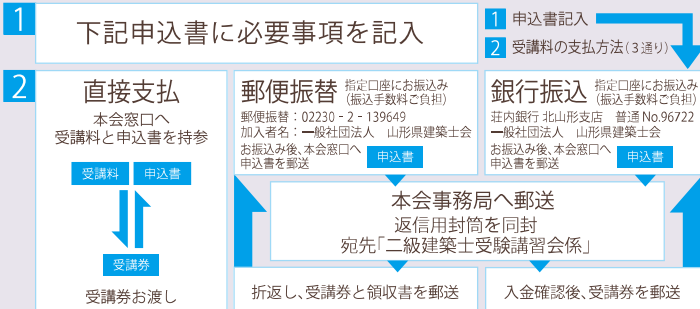 1
下記申込書に必要事項を記入
1 申込書記入
2 受講料の支払方法(3通り)
2
直接支払
本会窓口へ
受講料と申込書を持参
受講料
申込書
受講券
受講券お渡し
郵便振替 指定口座にお振込み
(振込手数料ご負担)
郵便振替：02230‐2‐139649
加入者名：一般社団法人 山形県建築士会
お振込み後、本会窓口へ
申込書を郵送
申込書
銀行振込 指定口座にお振込み
(振込手数料ご負担)
荘内銀行 北山形支店 普通 No.96722
一般社団法人 山形県建築士会
お振込み後、本会窓口へ
申込書を郵送
申込書
本会事務局へ郵送
返信用封筒を同封
宛先「二級建築士受験講習会係」
折返し、受講券と領収書を郵送
入金確認後、受講券を郵送